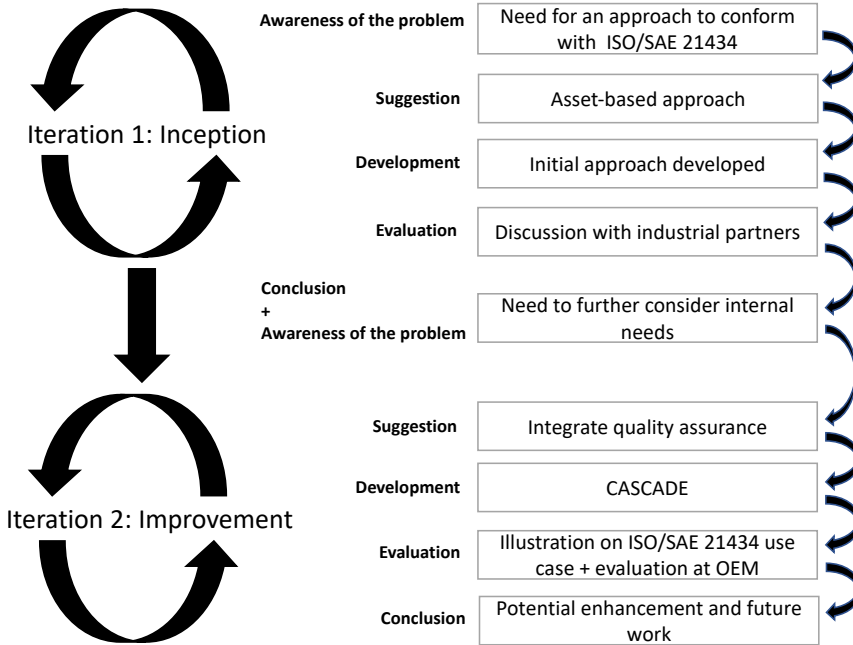 Awareness of the problem
Need for an approach to conform
with ISO/SAE 21434
Suggestion
Asset-based approach
Iteration 1: Inception
Development
Initial approach developed
Evaluation
Discussion with industrial partners
Conclusion
+
Awareness of the problem
Need to further consider internal
needs
Suggestion
Integrate quality assurance
Development
CASCADE
Iteration 2: Improvement
Evaluation
Illustration on ISO/SAE 21434 use
case + evaluation at OEM
Conclusion
Potential enhancement and future
work